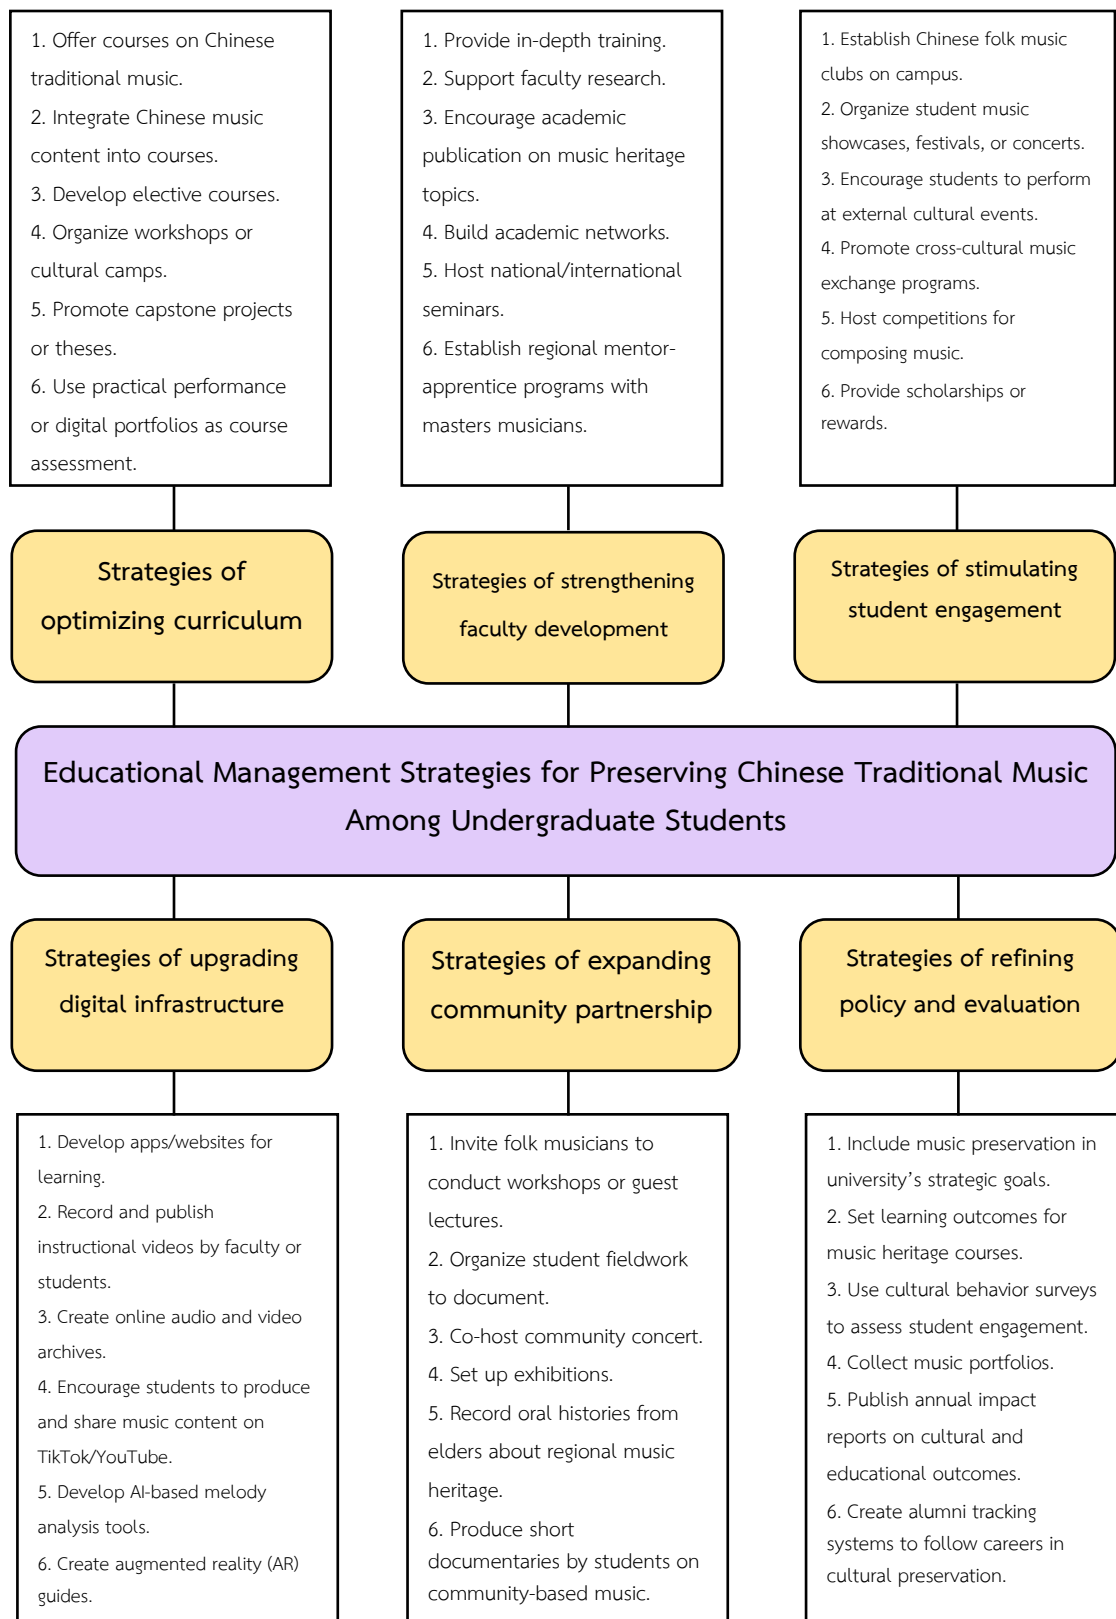 1. Offer courses on Chinese
traditional music.
2. Integrate Chinese music
content into courses.
3. Develop elective courses.
4. Organize workshops or
cultural camps.
5. Promote capstone projects
or theses.
6. Use practical performance
or digital portfolios as course
assessment.
1. Provide in-depth training.
2. Support faculty research.
3. Encourage academic
publication on music heritage
topics.
4. Build academic networks.
5. Host national/international
seminars.
6. Establish regional mentor-
apprentice programs with
masters musicians.
1. Establish Chinese folk music
clubs on campus.
2. Organize student music
showcases, festivals, or concerts.
3. Encourage students to perform
at external cultural events.
4. Promote cross-cultural music
exchange programs.
5. Host competitions for
composing music.
6. Provide scholarships or
rewards.
Strategies of
optimizing curriculum
Strategies of strengthening
faculty development
Strategies of stimulating
student engagement
Educational Management Strategies for Preserving Chinese Traditional Music
Among Undergraduate Students
Strategies of upgrading
digital infrastructure
Strategies of expanding
community partnership
Strategies of refining
policy and evaluation
1. Develop apps/websites for
learning.
2. Record and publish
instructional videos by faculty or
students.
3. Create online audio and video
archives.
4. Encourage students to produce
and share music content on
TikTok/YouTube.
5. Develop AI-based melody
analysis tools.
6. Create augmented reality (AR)
guides.
1. Invite folk musicians to
conduct workshops or guest
lectures.
2. Organize student fieldwork
to document.
3. Co-host community concert.
4. Set up exhibitions.
5. Record oral histories from
elders about regional music
heritage.
6. Produce short
documentaries by students on
community-based music.
1. Include music preservation in
university’s strategic goals.
2. Set learning outcomes for
music heritage courses.
3. Use cultural behavior surveys
to assess student engagement.
4. Collect music portfolios.
5. Publish annual impact
reports on cultural and
educational outcomes.
6. Create alumni tracking
systems to follow careers in
cultural preservation.